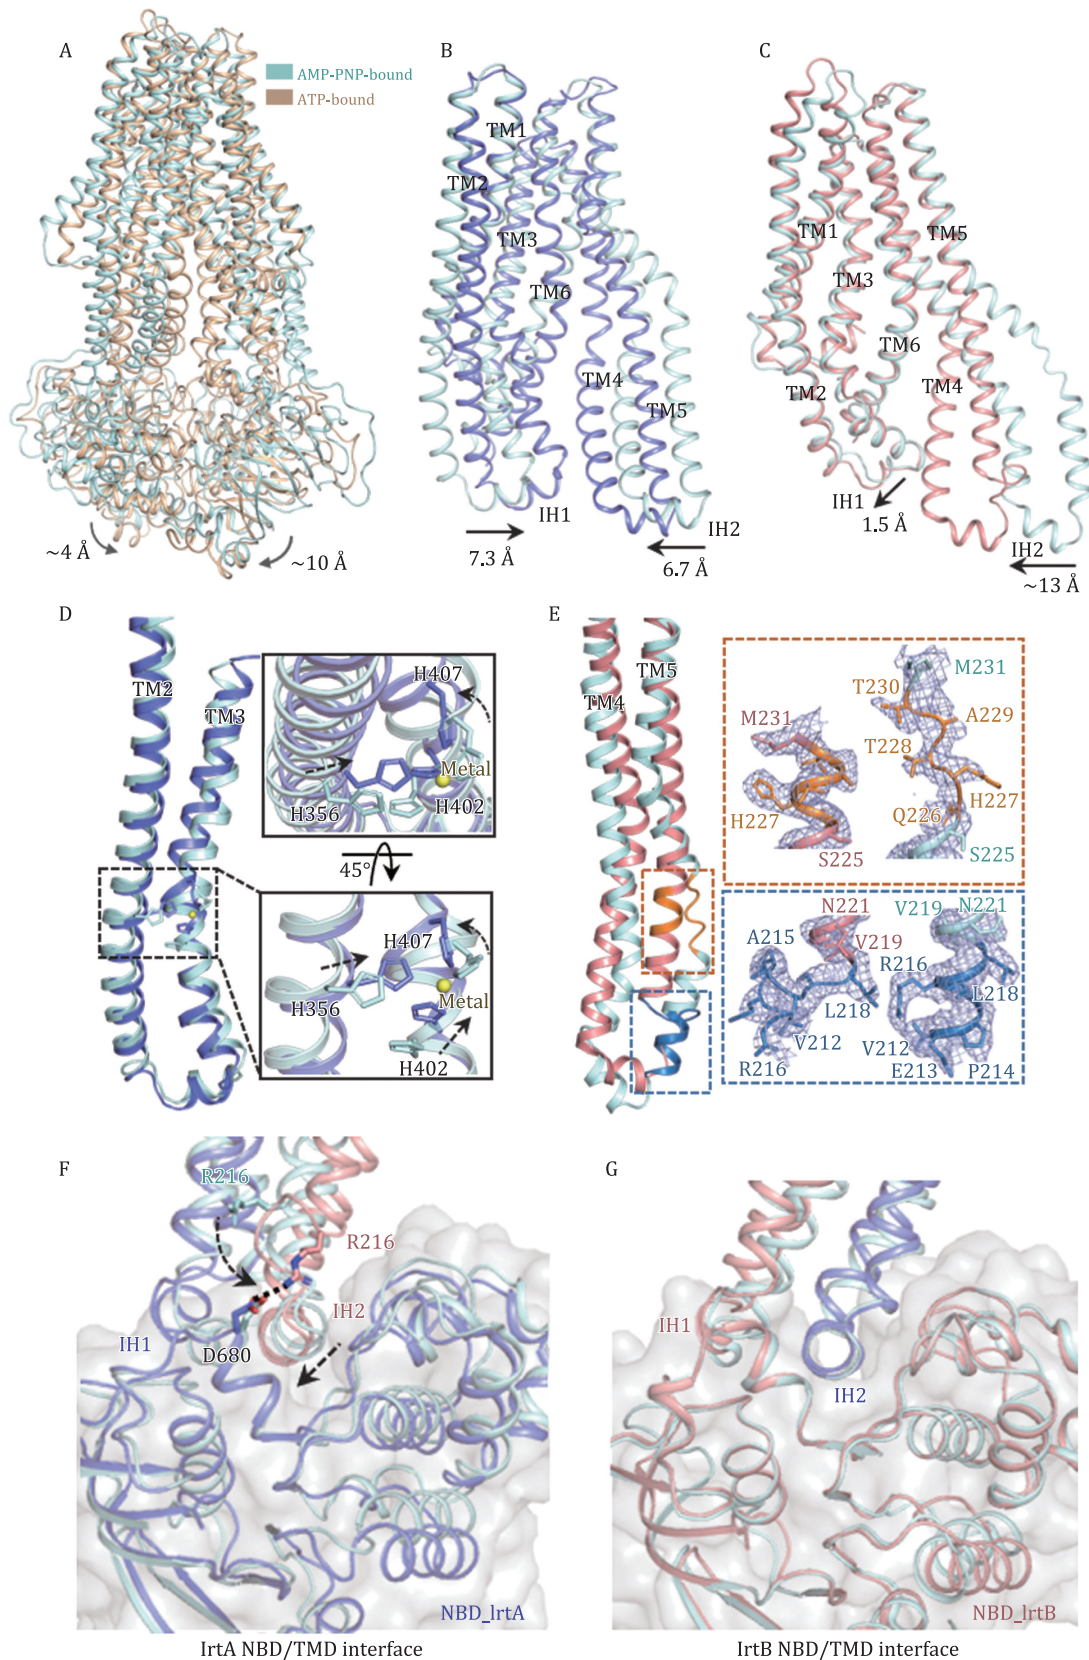 A
AMP-PNP-bound
ATP-bound
~4 Å
~10 Å
B
TM1
TM2
TM3
TM6
TM4
TM5
IH1
IH2
7.3 Å
6.7 Å
C
TM1
TM5
TM3
TM6
TM2
TM4
IH1
1.5 Å
IH2
~13 Å
D
TM2
TM3
H407
Metal
H356
H402
45°
H407
H356
Metal
H402
E
TM5
TM4
M231
T230
M231
A229
T228
H227
H227
Q226
S225
S225
N221
V219
N221
A215
V219
R216
L218
L218
V212
V212
R216
E213
P214
F
R216
R216
IH2
IH1
D680
NBD_IrtA
IrtA NBD/TMD interface
G
IH1
IH2
NBD_IrtB
IrtB NBD/TMD interface